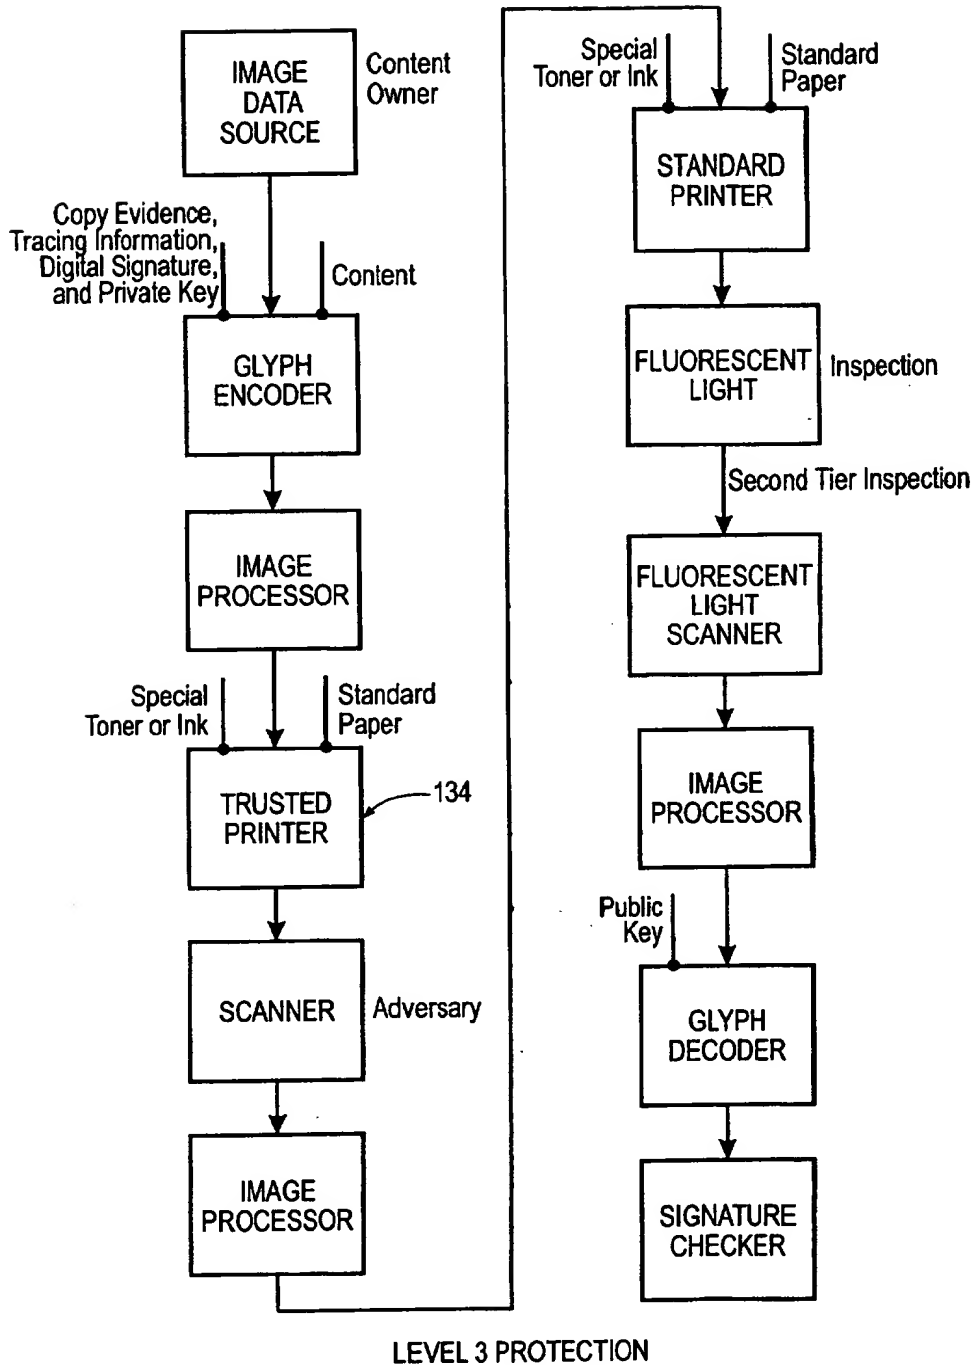 IMAGE
DATA
SOURCE
Content
Owner
Copy Evidence,
Tracing Information,
Digital Signature,
and Private Key
Content
GLYPH
ENCODER
IMAGE
PROCESSOR
Special
Toner or Ink
Standard
Paper
TRUSTED
PRINTER
134
SCANNER
Adversary
IMAGE
PROCESSOR
Special
Toner or Ink
Standard
Paper
STANDARD
PRINTER
FLUORESCENT
LIGHT
Inspection
Second Tier Inspection
FLUORESCENT
LIGHT
SCANNER
IMAGE
PROCESSOR
Public
Key
GLYPH
DECODER
SIGNATURE
CHECKER
LEVEL 3 PROTECTION